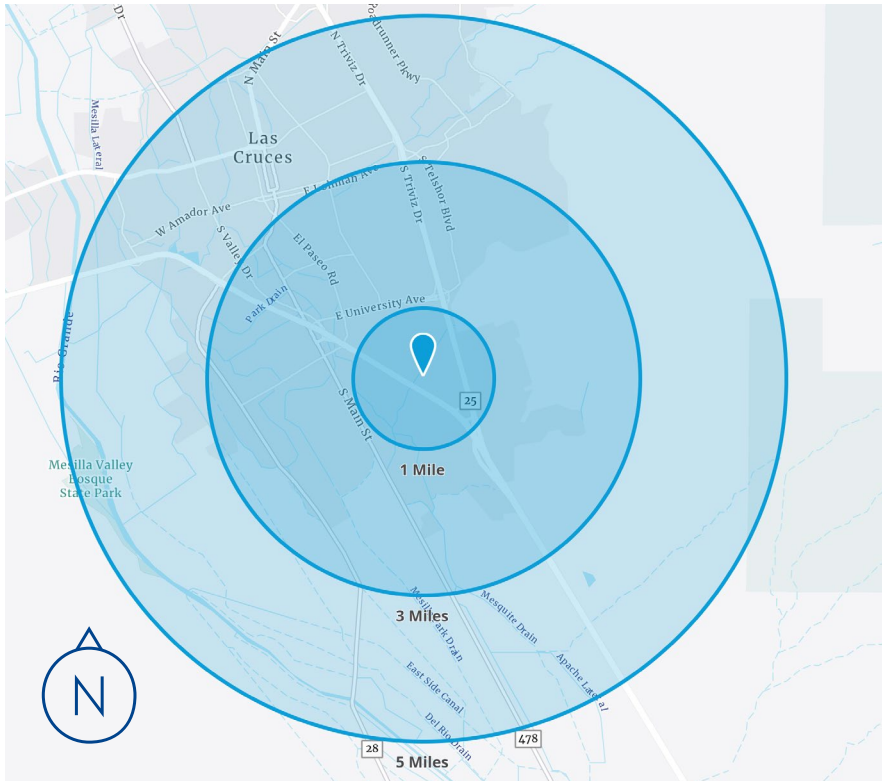 Dr
N Main St
N Triviz Dr
Roadrunner Pkwy
Mesilla Lateral
Las
Cruces
E Lohman Ave
S Triviz Dr
S Telshor Blvd
W Amador Ave
S Valley Dr
El Paseo Rd
Park Drain
E University Ave
Rio Grande
25
S Main St
1 Mile
Mesilla Valley
Bosque
State Park
3 Miles
Mesilla Park Drain
Mesquite Drain
East Side Canal
Apache Lateral
Del Rio Drain
N
28
478
5 Miles